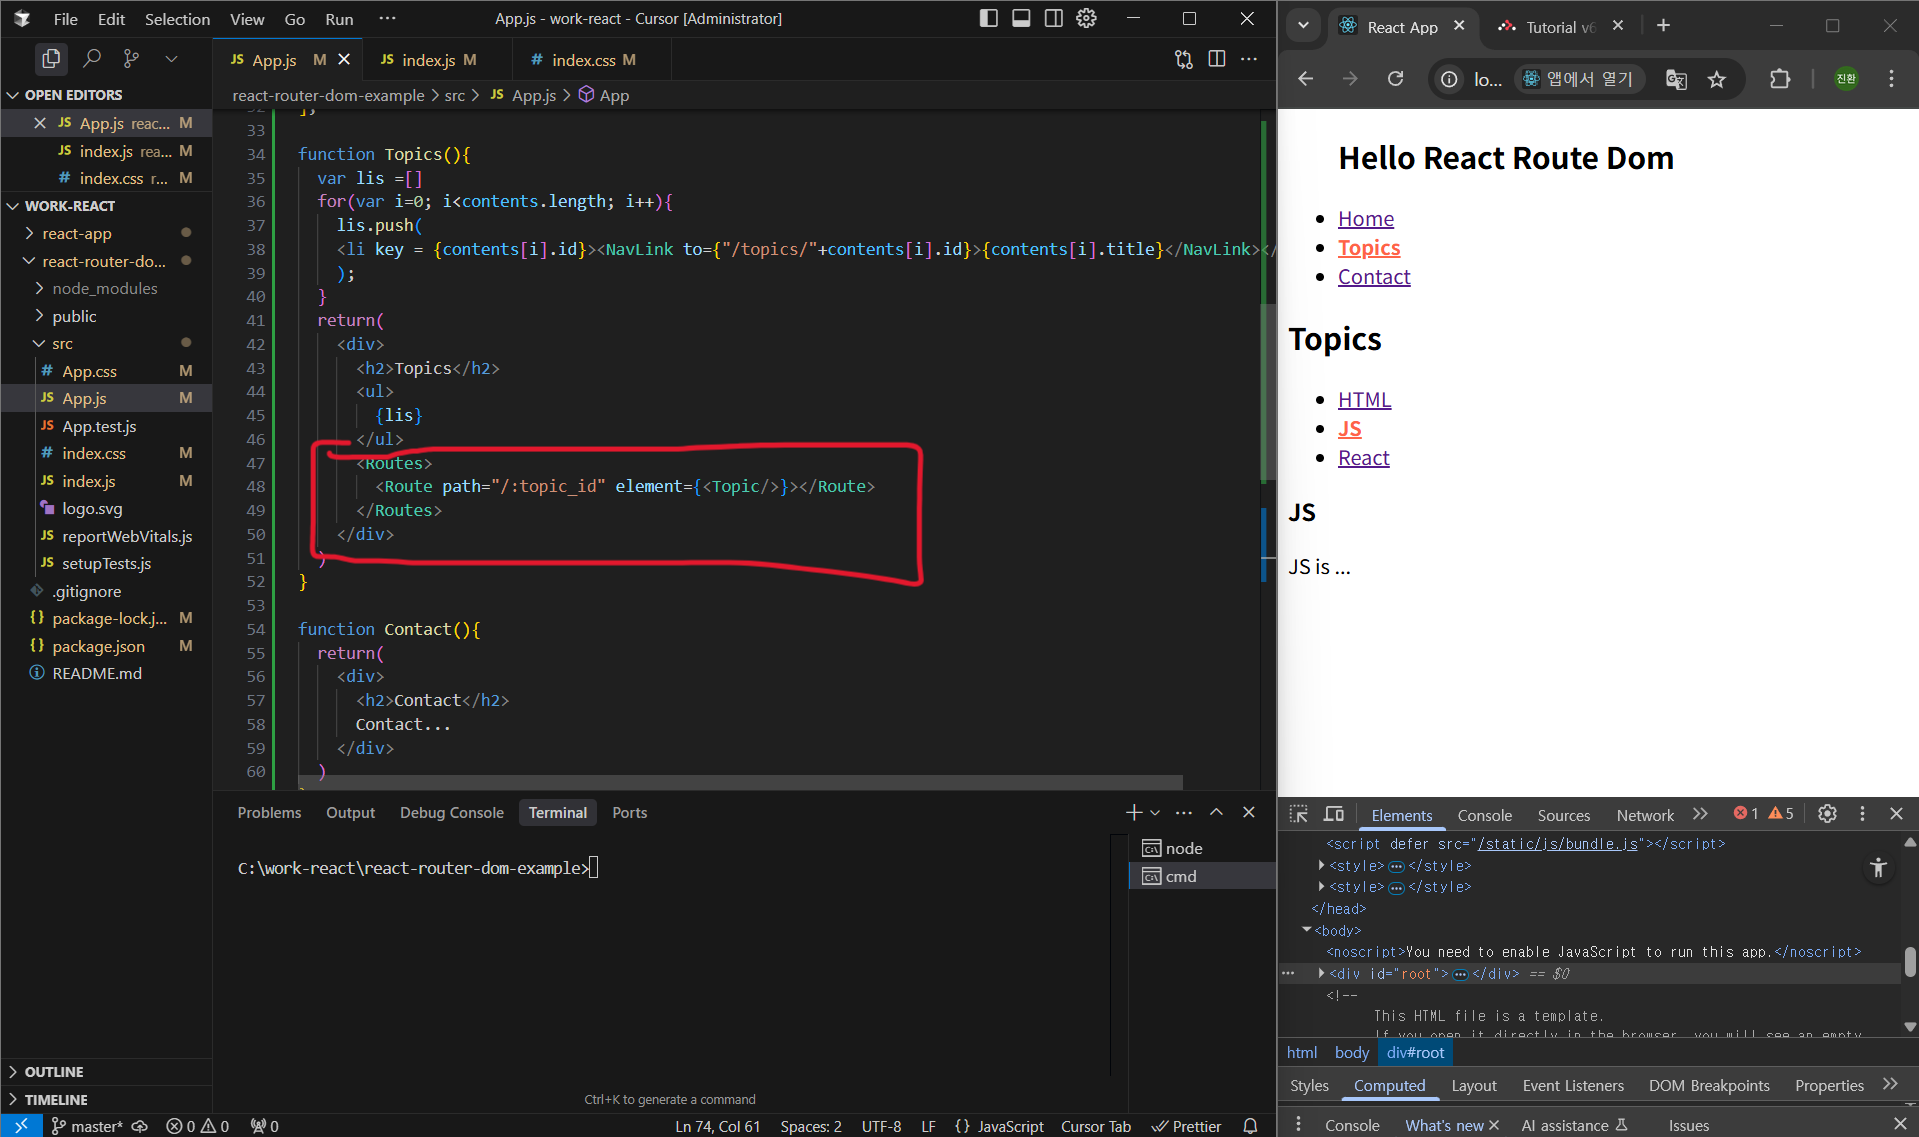 File Edit Selection View Go Run ··· App.js - work-react - Cursor [Administrator]
OPEN EDITORS
App.js reac... M
index.js rea... M
index.css r... M
WORK-REACT
react-app
react-router-do...
node_modules
public
src
App.css M
App.js M
App.test.js
index.css M
index.js M
logo.svg
reportWebVitals.js
setupTests.js
.gitignore
package-lock.j... M
package.json M
README.md
OUTLINE
TIMELINE
JS App.js M JS index.js M # index.css M
react-router-dom-example > src > JS App.js > App
33
34 function Topics(){
35 var lis =[]
36 for(var i=0; i<contents.length; i++){
37 lis.push(
38 <li key = {contents[i].id}><NavLink to={"/topics/"+contents[i].id}>{contents[i].title}</NavLink></
39 );
40 }
41 return(
42 <div>
43 <h2>Topics</h2>
44 <ul>
45 {lis}
46 </ul>
47 <Routes>
48 <Route path="/:topic_id" element={<Topic/>}></Route>
49 </Routes>
50 </div>
51 )
52 }
53
54 function Contact(){
55 return(
56 <div>
57 <h2>Contact</h2>
58 Contact...
59 </div>
60 )
Problems Output Debug Console Terminal Ports
C:\work-react\react-router-dom-example>
node
cmd
Ctrl+K to generate a command
master* 0 0 0 Ln 74, Col 61 Spaces: 2 UTF-8 LF {} JavaScript Cursor Tab Prettier
React App Tutorial v6
lo... 앱에서 열기 진환
Hello React Route Dom
Home
Topics
Contact
Topics
HTML
JS
React
JS
JS is ...
Elements Console Sources Network 1 5
<script defer src="/static/js/bundle.js"></script>
<style>…</style>
<style>…</style>
</head>
<body>
<noscript>You need to enable JavaScript to run this app.</noscript>
<div id="root">…</div> == $0
<!--
This HTML file is a template.
If you open it directly in the browser, you will see an empty
html body div#root
Styles Computed Layout Event Listeners DOM Breakpoints Properties
Console What's new AI assistance Issues